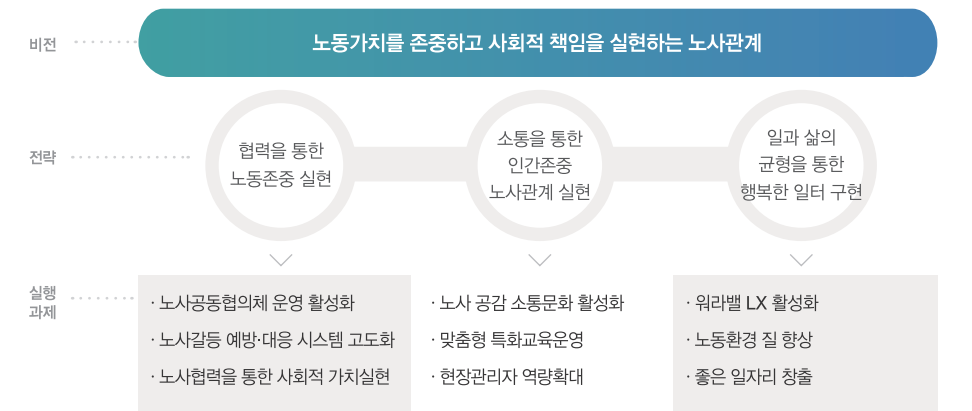 비전
노동가치를 존중하고 사회적 책임을 실현하는 노사관계
전략
협력을 통한
노동존중 실현
소통을 통한
인간존중
노사관계 실현
일과 삶의
균형을 통한
행복한 일터 구현
실행
과제
· 노사공동협의체 운영 활성화
· 노사갈등 예방·대응 시스템 고도화
· 노사협력을 통한 사회적 가치실현
· 노사 공감 소통문화 활성화
· 맞춤형 특화교육운영
· 현장관리자 역량확대
· 워라밸 LX 활성화
· 노동환경 질 향상
· 좋은 일자리 창출